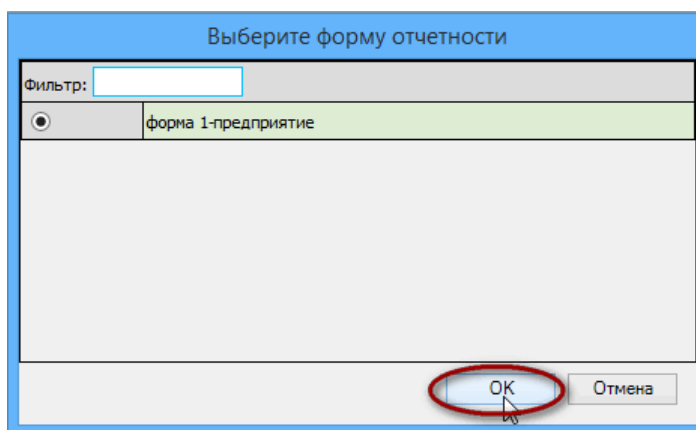 Выберите форму отчетности
Фильтр:
форма 1-предприятие
OK
Отмена